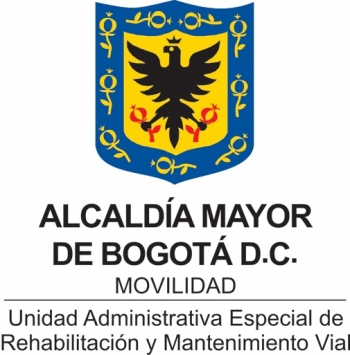 ALCALDÍA MAYOR
DE BOGOTÁ D.C.
MOVILIDAD
Unidad Administrativa Especial de
Rehabilitación y Mantenimiento Vial